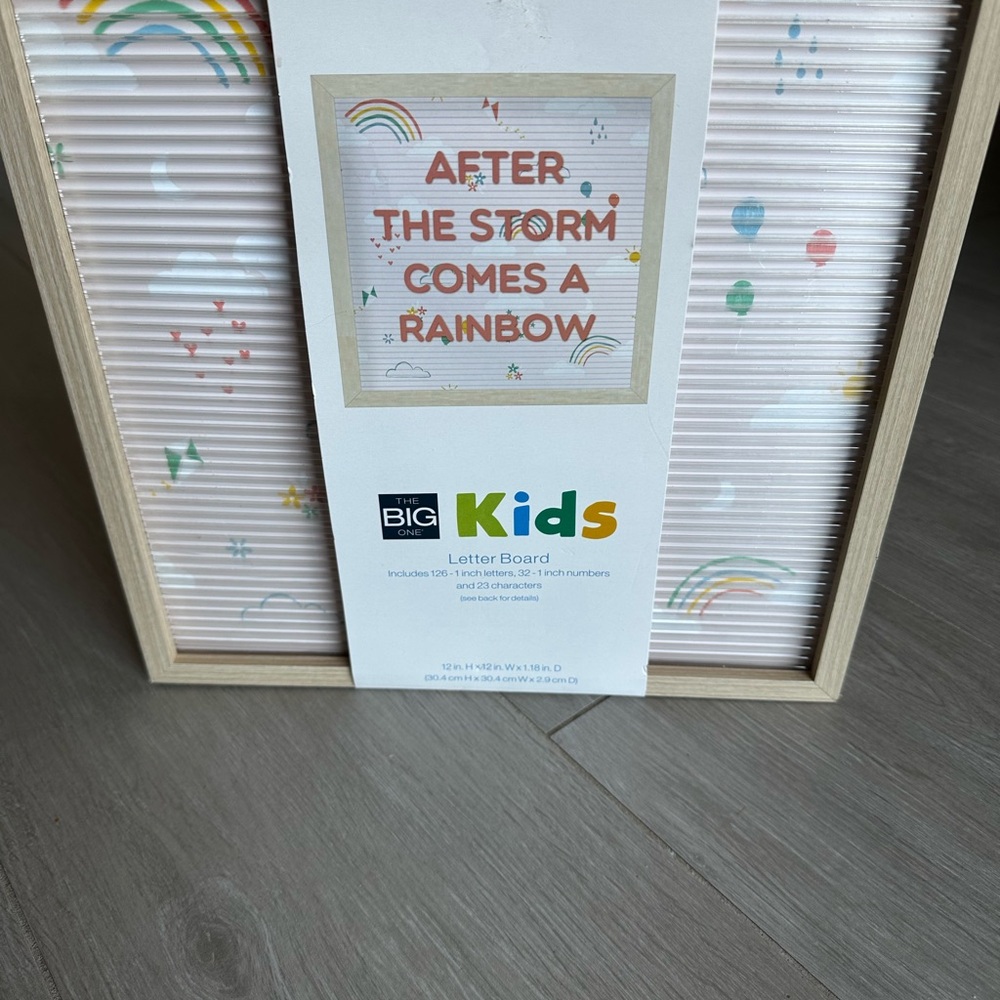 AFTER
THE STORM
COMES A
RAINBOW
THE
BIG
ONE
Kids
Letter Board
Includes 126 - 1 inch letters, 32 - 1 inch numbers
and 23 characters
(see back for details)
12 in. H x 12 in. W x 1.18 in. D
(30.4 cm H x 30.4 cm W x 2.9 cm D)